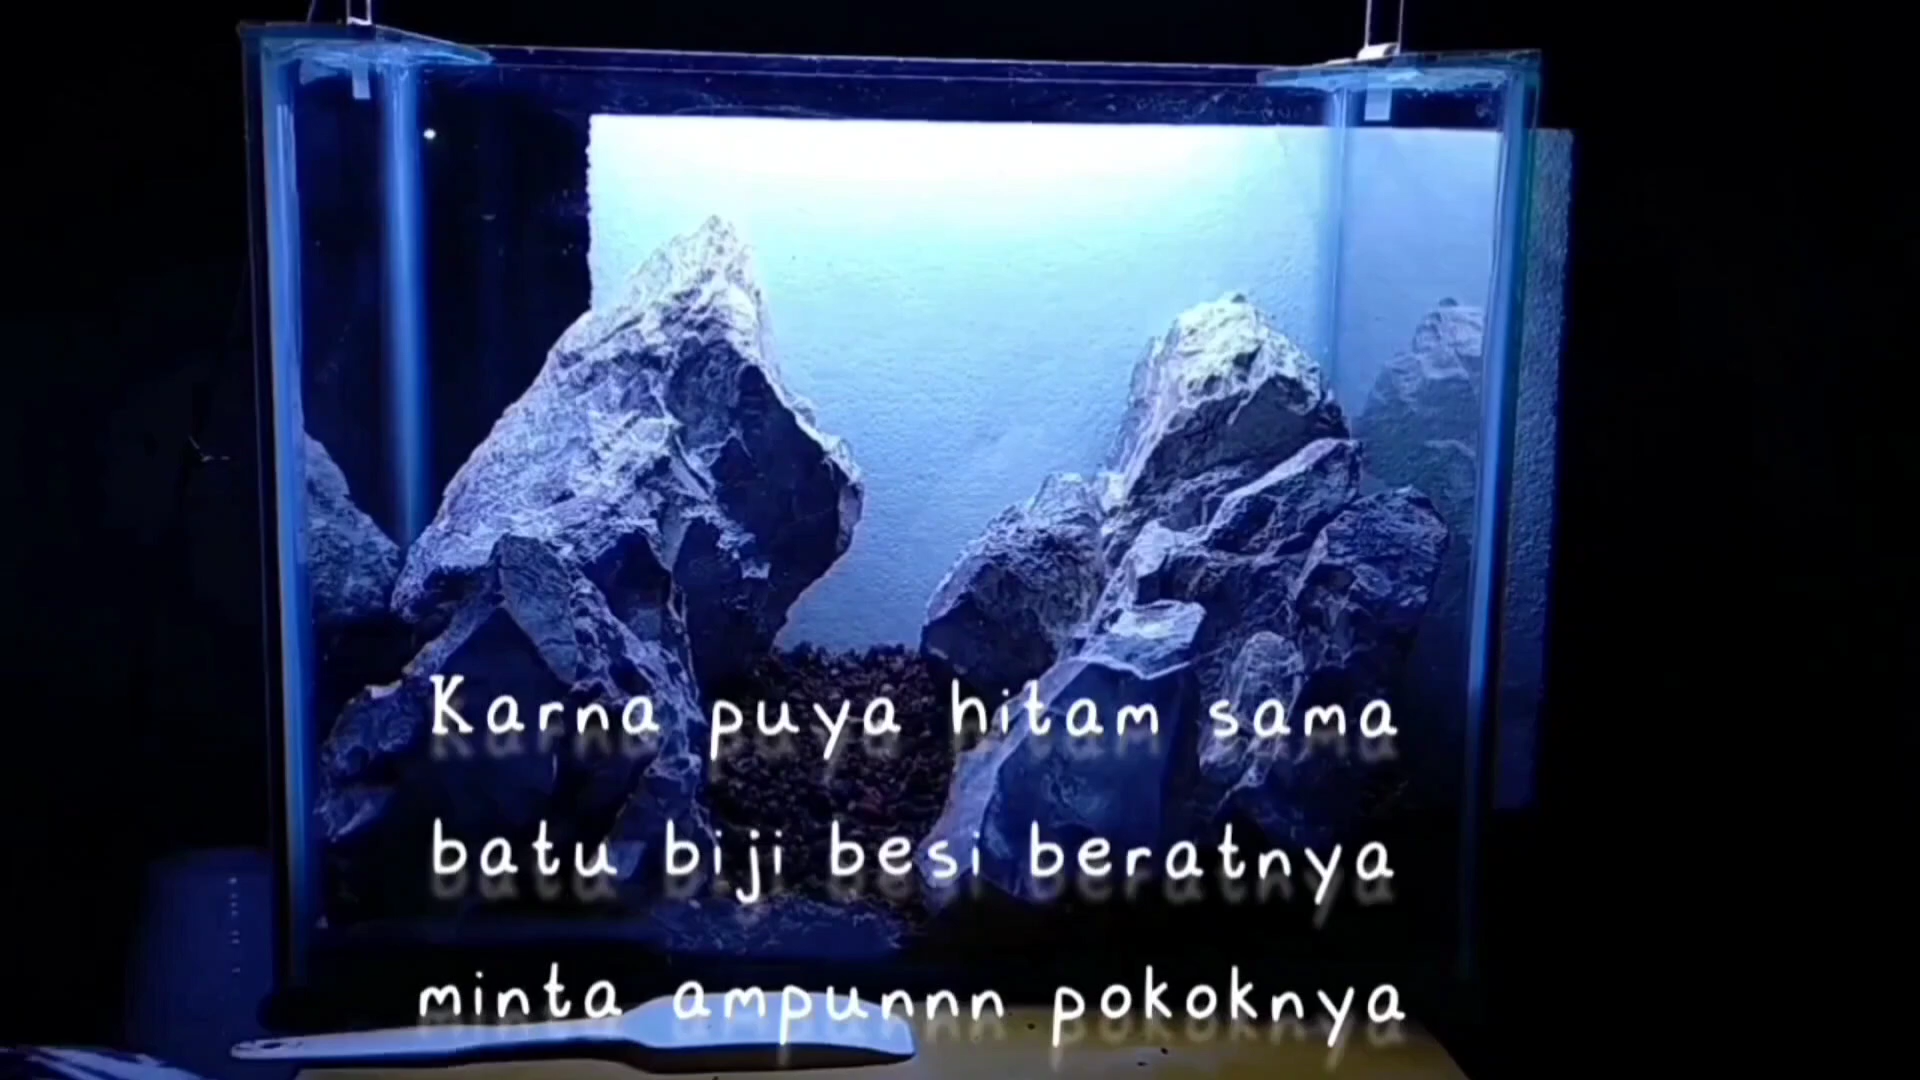 Karna puya hitam sama
batu biji besi beratnya
minta ampunnn pokoknya